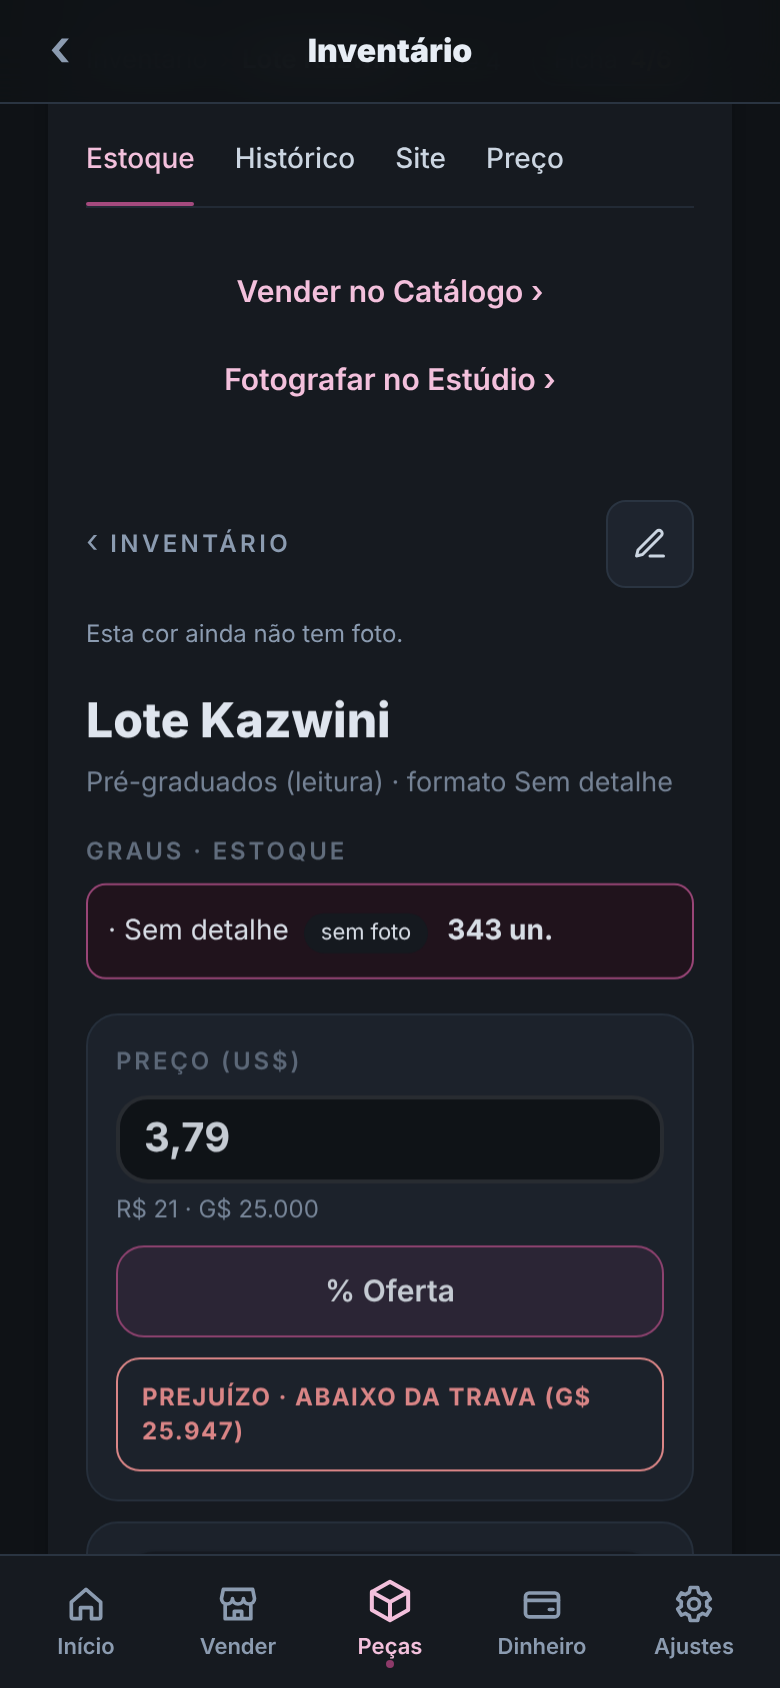 Inventário
Estoque Histórico Site Preço
Vender no Catálogo ›
Fotografar no Estúdio ›
‹ INVENTÁRIO
Esta cor ainda não tem foto.
Lote Kazwini
Pré-graduados (leitura) · formato Sem detalhe
GRAUS · ESTOQUE
· Sem detalhe sem foto 343 un.
PREÇO (US$)
3,79
R$ 21 · G$ 25.000
% Oferta
PREJUÍZO · ABAIXO DA TRAVA (G$
25.947)
Início Vender Peças Dinheiro Ajustes